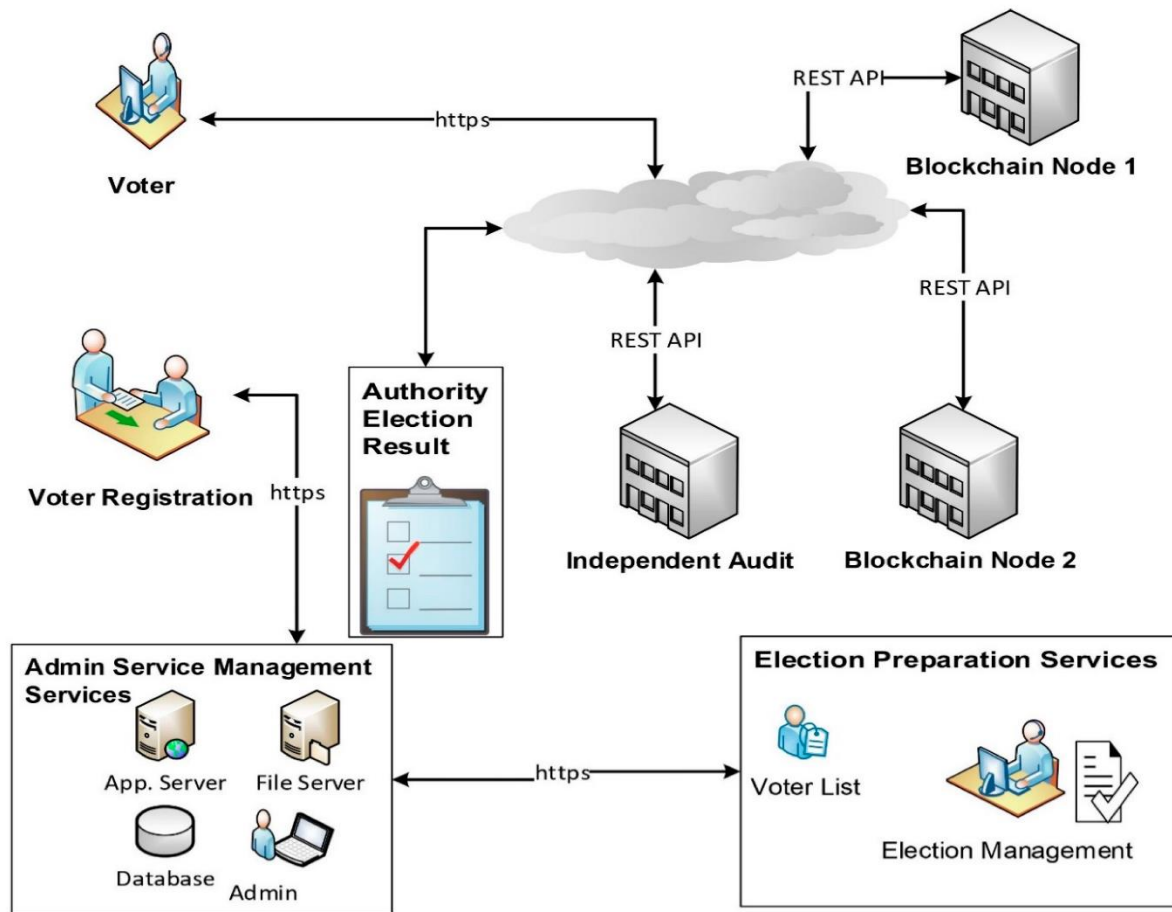 REST API
https
Voter
Blockchain Node 1
REST API
REST API
Authority
Election
Result
Voter Registration
https
Independent Audit
Blockchain Node 2
Admin Service Management
Services
App. Server
File Server
Database
Admin
https
Election Preparation Services
Voter List
Election Management